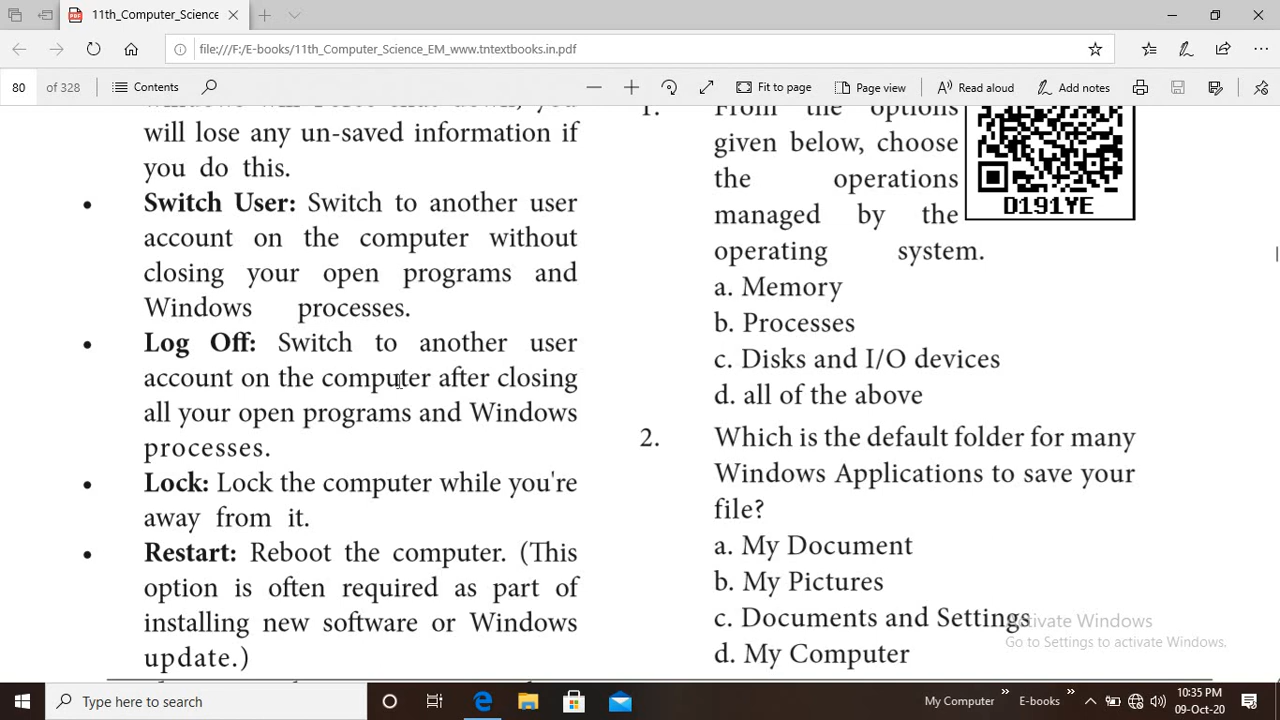 11th_Computer_Science
file:///F:/E-books/11th_Computer_Science_EM_www.tntextbooks.in.pdf
80 of 328 Contents Fit to page Page view Read aloud Add notes
will lose any un-saved information if
you do this.
Switch User: Switch to another user
account on the computer without
closing your open programs and
Windows processes.
Log Off: Switch to another user
account on the computer after closing
all your open programs and Windows
processes.
Lock: Lock the computer while you're
away from it.
Restart: Reboot the computer. (This
option is often required as part of
installing new software or Windows
update.)
1. From the options
given below, choose
the operations
managed by the
operating system.
a. Memory
b. Processes
c. Disks and I/O devices
d. all of the above
D191YE
2. Which is the default folder for many
Windows Applications to save your
file?
a. My Document
b. My Pictures
c. Documents and Settings
d. My Computer
Activate Windows
Go to Settings to activate Windows.
Type here to search
My Computer
E-books
10:35 PM
09-Oct-20